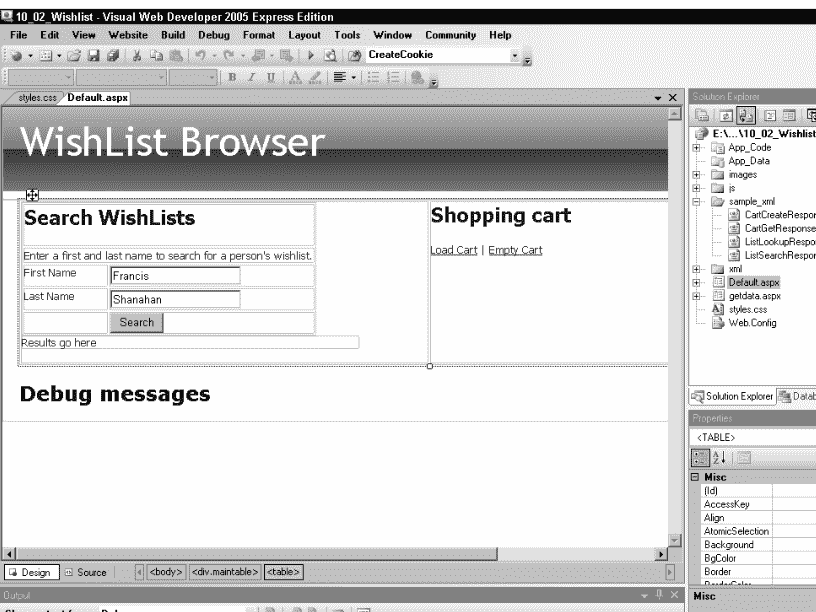 10_02_Wishlist - Visual Web Developer 2005 Express Edition
File Edit View Website Build Debug Format Layout Tools Window Community Help
CreateCookie
B I U A
styles.css Default.aspx
WishList Browser
Search WishLists
Enter a first and last name to search for a person's wishlist.
First Name Francis
Last Name Shanahan
Search
Results go here
Shopping cart
Load Cart | Empty Cart
Debug messages
Design Source <body> <div.maintable> <table>
Output
Solution Explorer
E:\...\10_02_Wishlist
App_Code
App_Data
images
js
sample_xml
CartCreateRespor
CartGetResponse
ListLookupRespo
ListSearchRespor
xml
Default.aspx
getdata.aspx
styles.css
Web.Config
Solution Explorer Datab
Properties
<TABLE>
Misc
(Id)
AccessKey
Align
AtomicSelection
Background
BgColor
Border
BorderColor
Misc